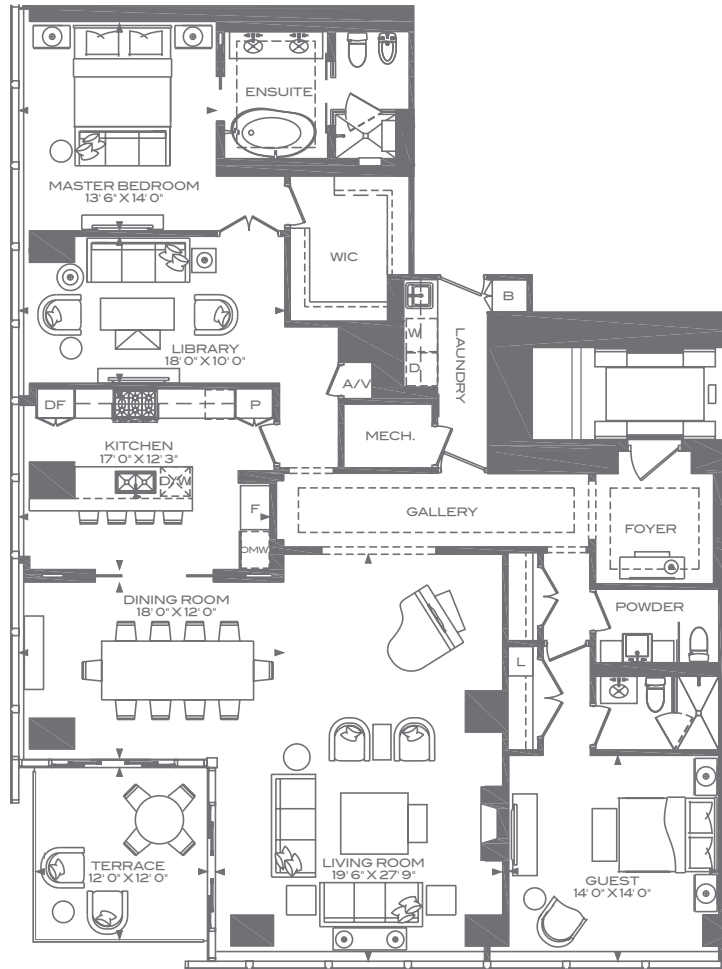 ENSUITE
MASTER BEDROOM
13' 6" X 14' 0"
WIC
B
W
D
LAUNDRY
LIBRARY
18' 0" X 10' 0"
A/V
DF
P
MECH.
KITCHEN
17' 0" X 12' 3"
D/W
F
OMW
GALLERY
FOYER
DINING ROOM
18' 0" X 12' 0"
POWDER
L
TERRACE
12' 0" X 12' 0"
LIVING ROOM
19' 6" X 27' 9"
GUEST
14' 0" X 14' 0"